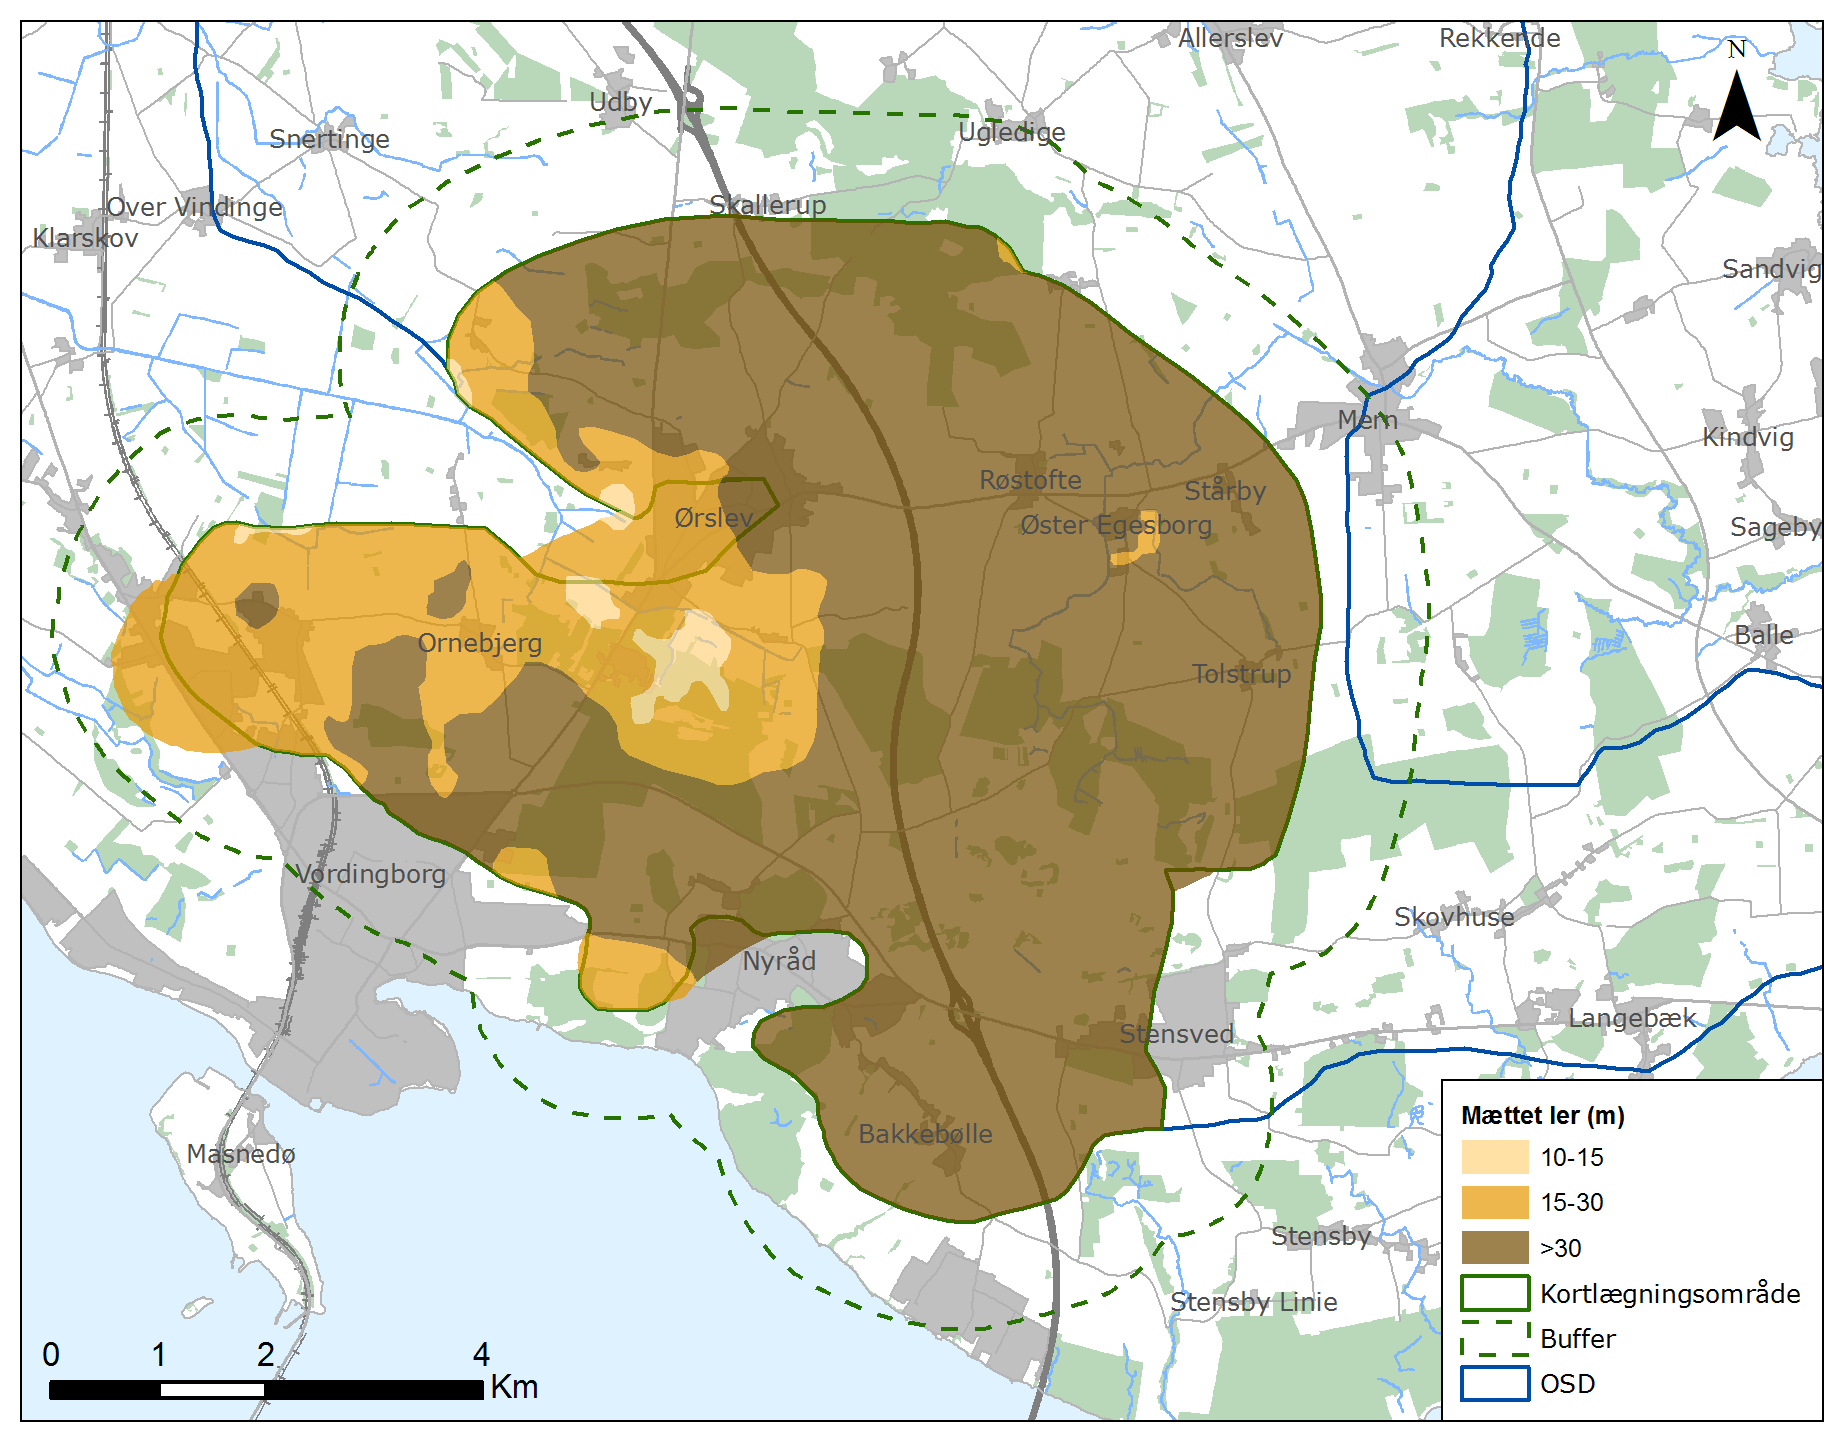 Allerslev
Rekkende
N
Udby
Snertinge
Ugledige
Over Vindinge
Skallerup
Klarskov
Sandvig
Mern
Kindvig
Røstofte
Stårby
Ørslev
Øster Egesborg
Sageby
Ornebjerg
Balle
Tolstrup
Vordingborg
Skovhuse
Nyråd
Langebæk
Stensved
Bakkebølle
Masnedø
Stensby
Stensby Linie
Mættet ler (m)
10-15
15-30
>30
Kortlægningsområde
Buffer
OSD
0 1 2 4
Km